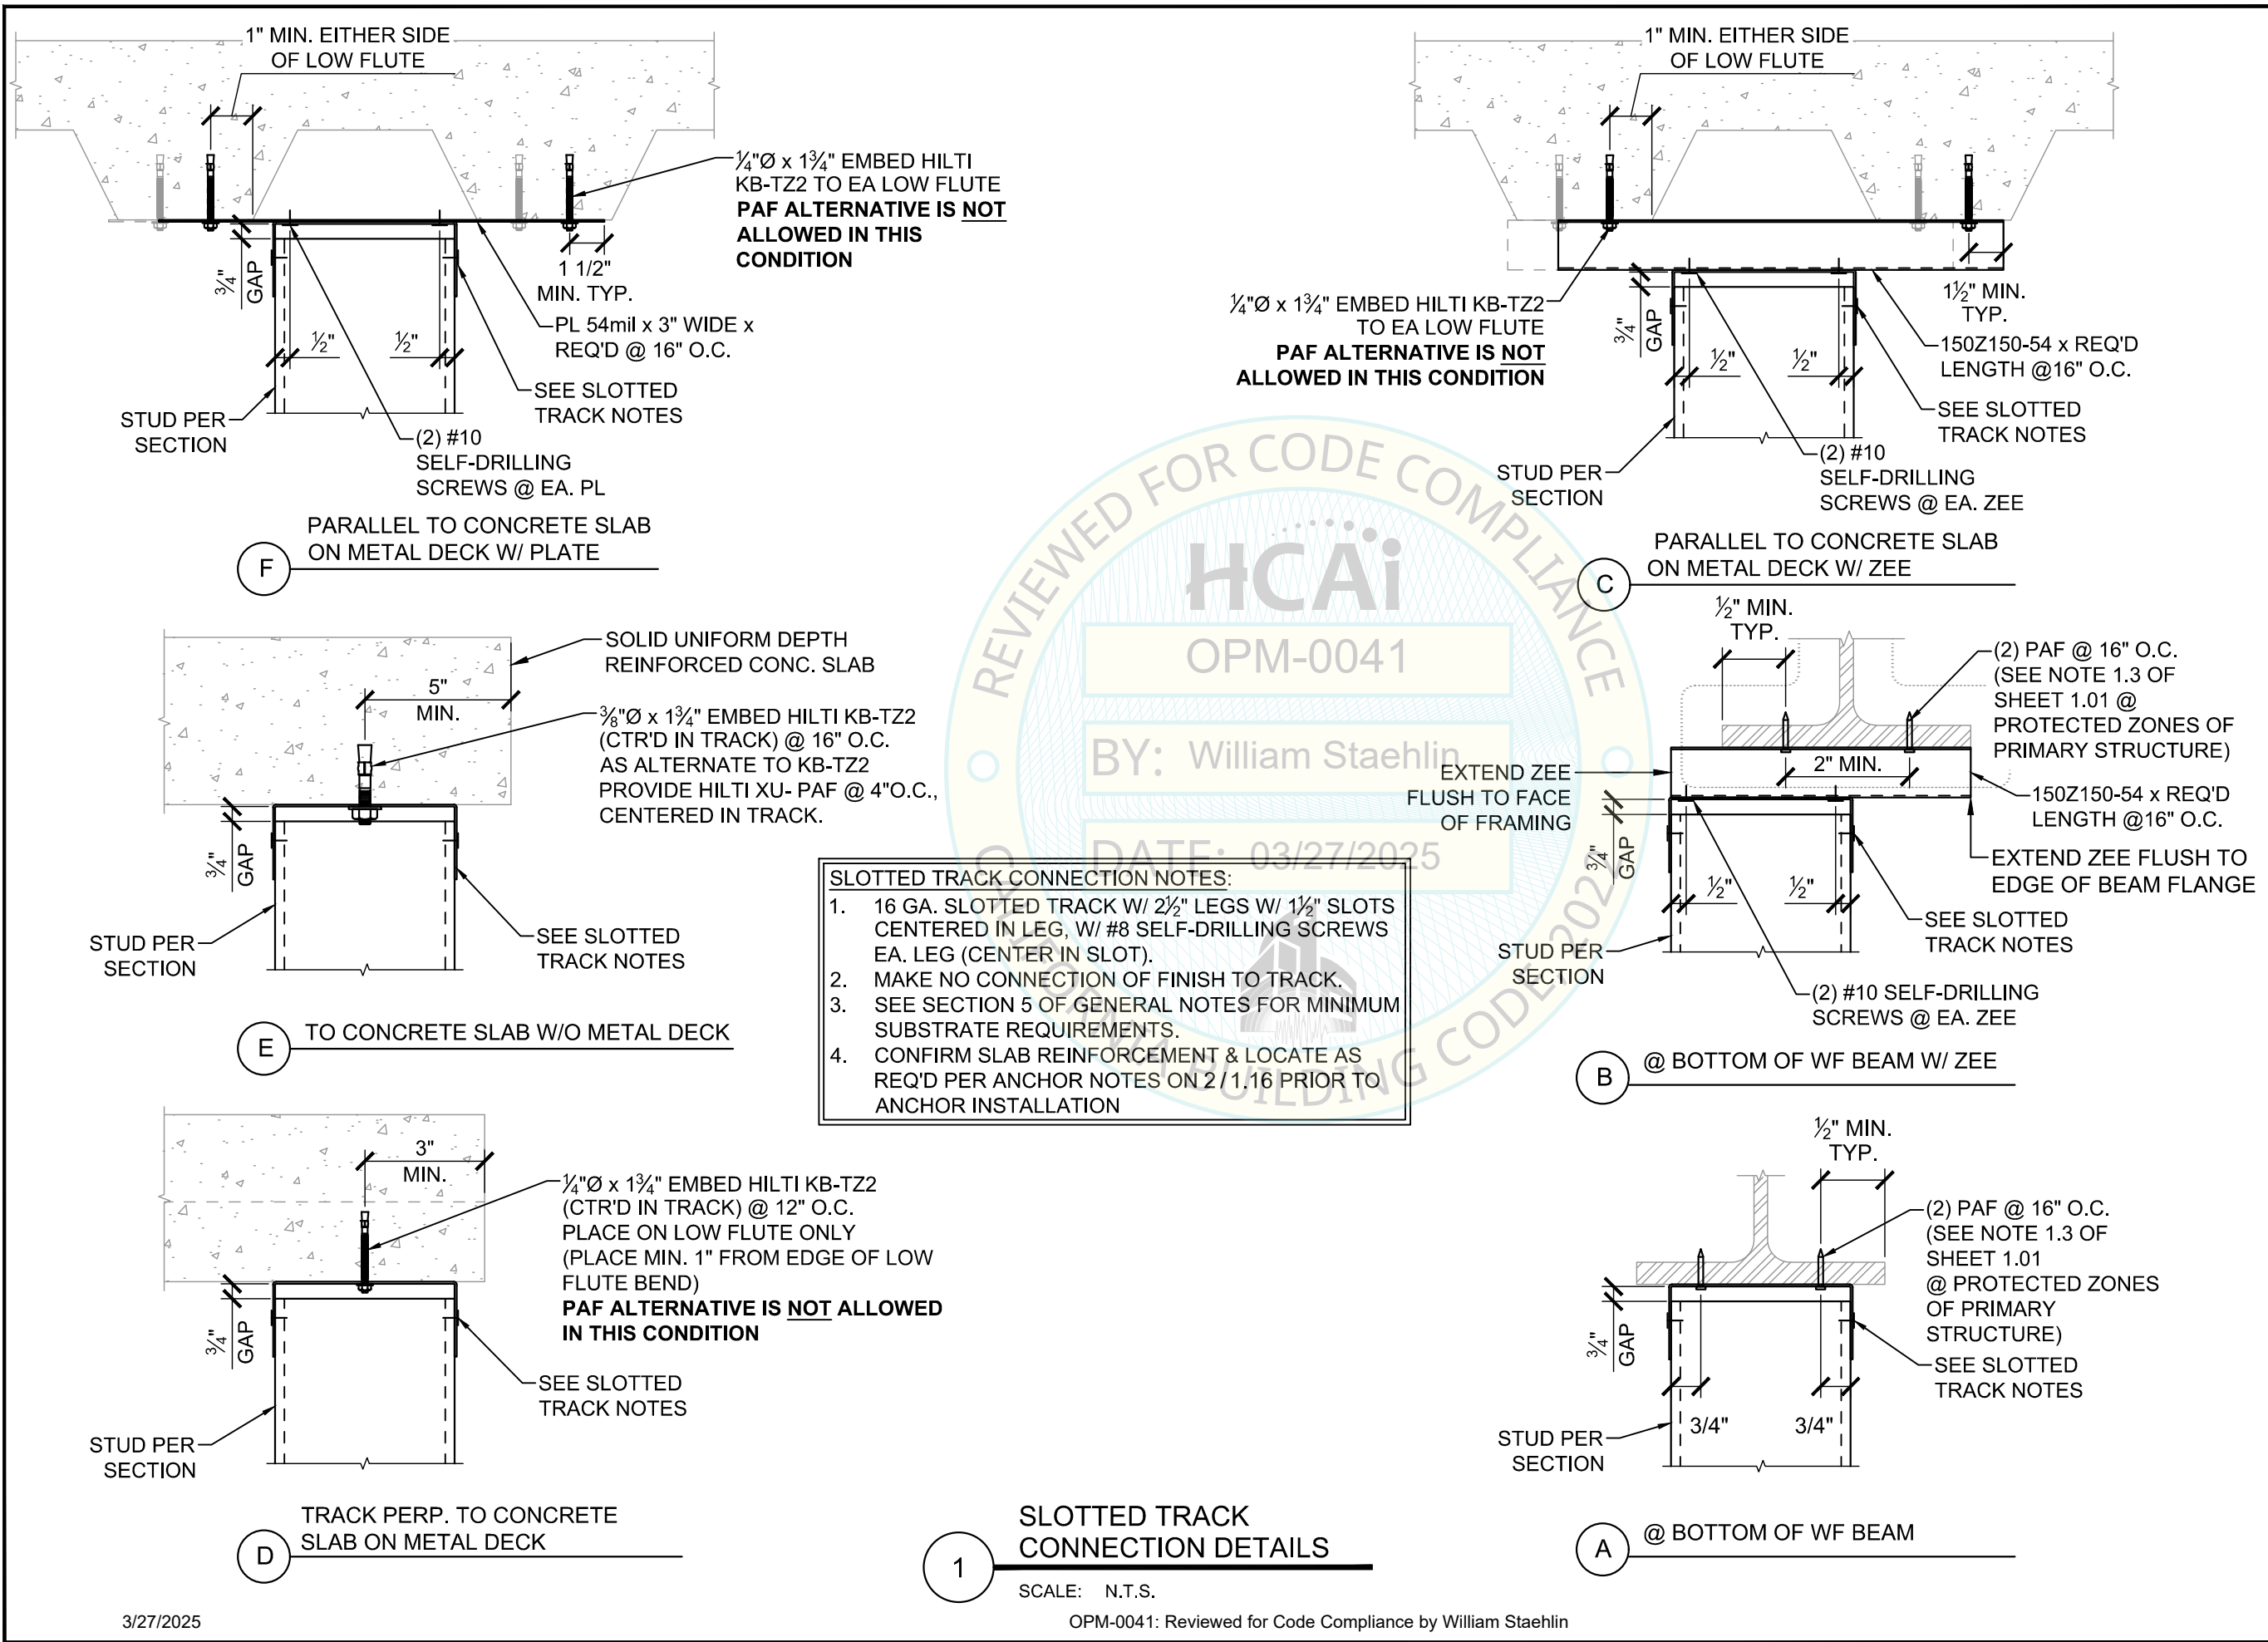 1" MIN. EITHER SIDE
OF LOW FLUTE
¼"Ø x 1¾" EMBED HILTI
KB-TZ2 TO EA LOW FLUTE
PAF ALTERNATIVE IS NOT
ALLOWED IN THIS
CONDITION
¾"
GAP
1 1/2"
MIN. TYP.
PL 54mil x 3" WIDE x
REQ'D @ 16" O.C.
½"
½"
SEE SLOTTED
TRACK NOTES
STUD PER
SECTION
(2) #10
SELF-DRILLING
SCREWS @ EA. PL
F
PARALLEL TO CONCRETE SLAB
ON METAL DECK W/ PLATE
1" MIN. EITHER SIDE
OF LOW FLUTE
¼"Ø x 1¾" EMBED HILTI KB-TZ2
TO EA LOW FLUTE
PAF ALTERNATIVE IS NOT
ALLOWED IN THIS CONDITION
¾"
GAP
1½" MIN.
TYP.
150Z150-54 x REQ'D
LENGTH @16" O.C.
½"
½"
SEE SLOTTED
TRACK NOTES
STUD PER
SECTION
(2) #10
SELF-DRILLING
SCREWS @ EA. ZEE
C
PARALLEL TO CONCRETE SLAB
ON METAL DECK W/ ZEE
SOLID UNIFORM DEPTH
REINFORCED CONC. SLAB
5"
MIN.
⅜"Ø x 1¾" EMBED HILTI KB-TZ2
(CTR'D IN TRACK) @ 16" O.C.
AS ALTERNATE TO KB-TZ2
PROVIDE HILTI XU- PAF @ 4"O.C.,
CENTERED IN TRACK.
¾"
GAP
STUD PER
SECTION
SEE SLOTTED
TRACK NOTES
E
TO CONCRETE SLAB W/O METAL DECK
REVIEWED FOR CODE COMPLIANCE
HCAi
OPM-0041
BY: William Staehlin
DATE: 03/27/2025
CALIFORNIA BUILDING CODE 2022
½" MIN.
TYP.
(2) PAF @ 16" O.C.
(SEE NOTE 1.3 OF
SHEET 1.01 @
PROTECTED ZONES OF
PRIMARY STRUCTURE)
2" MIN.
EXTEND ZEE
FLUSH TO FACE
OF FRAMING
150Z150-54 x REQ'D
LENGTH @16" O.C.
¾"
GAP
EXTEND ZEE FLUSH TO
EDGE OF BEAM FLANGE
½"
½"
SEE SLOTTED
TRACK NOTES
STUD PER
SECTION
(2) #10 SELF-DRILLING
SCREWS @ EA. ZEE
B
@ BOTTOM OF WF BEAM W/ ZEE
SLOTTED TRACK CONNECTION NOTES:
1. 16 GA. SLOTTED TRACK W/ 2½" LEGS W/ 1½" SLOTS
CENTERED IN LEG, W/ #8 SELF-DRILLING SCREWS
EA. LEG (CENTER IN SLOT).
2. MAKE NO CONNECTION OF FINISH TO TRACK.
3. SEE SECTION 5 OF GENERAL NOTES FOR MINIMUM
SUBSTRATE REQUIREMENTS.
4. CONFIRM SLAB REINFORCEMENT & LOCATE AS
REQ'D PER ANCHOR NOTES ON 2 / 1.16 PRIOR TO
ANCHOR INSTALLATION
3"
MIN.
¼"Ø x 1¾" EMBED HILTI KB-TZ2
(CTR'D IN TRACK) @ 12" O.C.
PLACE ON LOW FLUTE ONLY
(PLACE MIN. 1" FROM EDGE OF LOW
FLUTE BEND)
PAF ALTERNATIVE IS NOT ALLOWED
IN THIS CONDITION
¾"
GAP
SEE SLOTTED
TRACK NOTES
STUD PER
SECTION
D
TRACK PERP. TO CONCRETE
SLAB ON METAL DECK
½" MIN.
TYP.
(2) PAF @ 16" O.C.
(SEE NOTE 1.3 OF
SHEET 1.01
@ PROTECTED ZONES
OF PRIMARY
STRUCTURE)
¾"
GAP
SEE SLOTTED
TRACK NOTES
3/4"
3/4"
STUD PER
SECTION
A
@ BOTTOM OF WF BEAM
1
SLOTTED TRACK
CONNECTION DETAILS
SCALE: N.T.S.
3/27/2025
OPM-0041: Reviewed for Code Compliance by William Staehlin